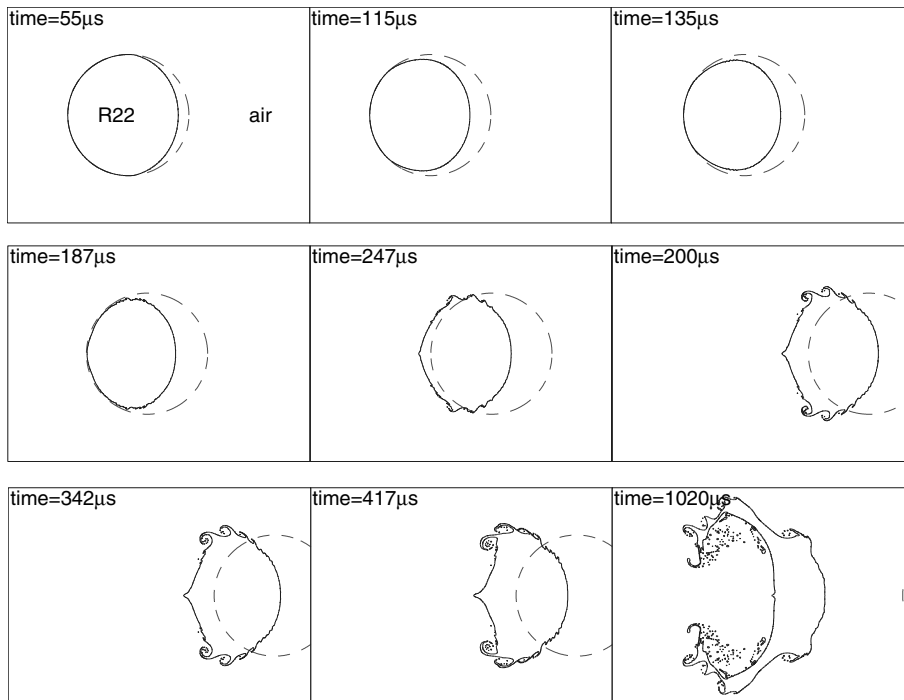 time=55μs
time=115μs
time=135μs
R22
air
time=187μs
time=247μs
time=200μs
time=342μs
time=417μs
time=1020μs